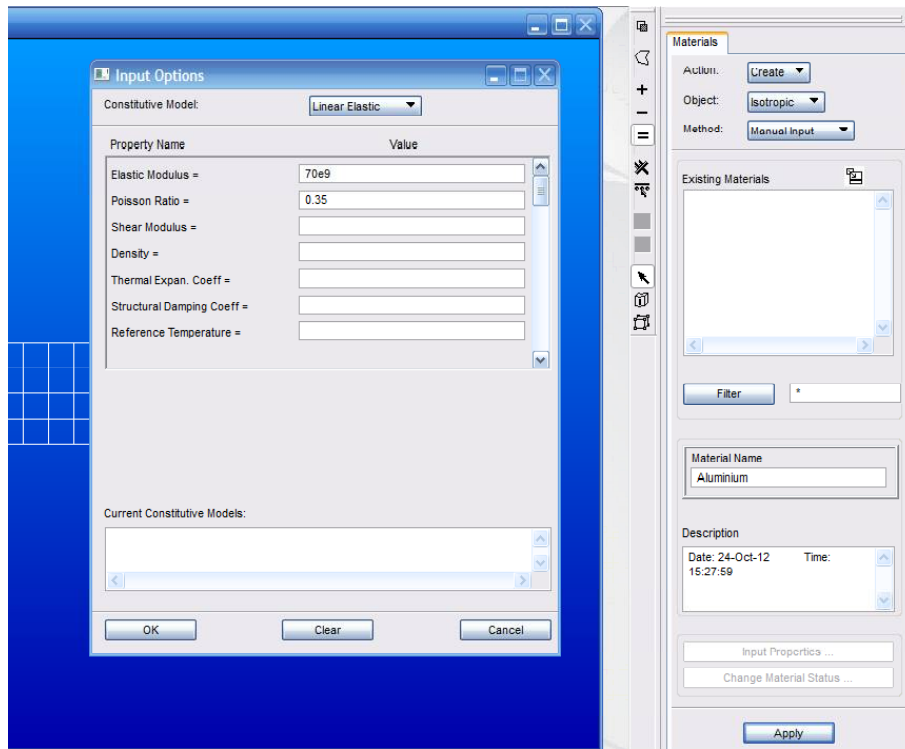 Input Options
Constitutive Model: Linear Elastic
Property Name Value
Elastic Modulus = 70e9
Poisson Ratio = 0.35
Shear Modulus =
Density =
Thermal Expan. Coeff =
Structural Damping Coeff =
Reference Temperature =
Current Constitutive Models:
OK Clear Cancel
Materials
Action: Create
Object: Isotropic
Method: Manual Input
Existing Materials
Filter *
Material Name
Aluminium
Description
Date: 24-Oct-12 Time:
15:27:59
Input Properties ...
Change Material Status ...
Apply